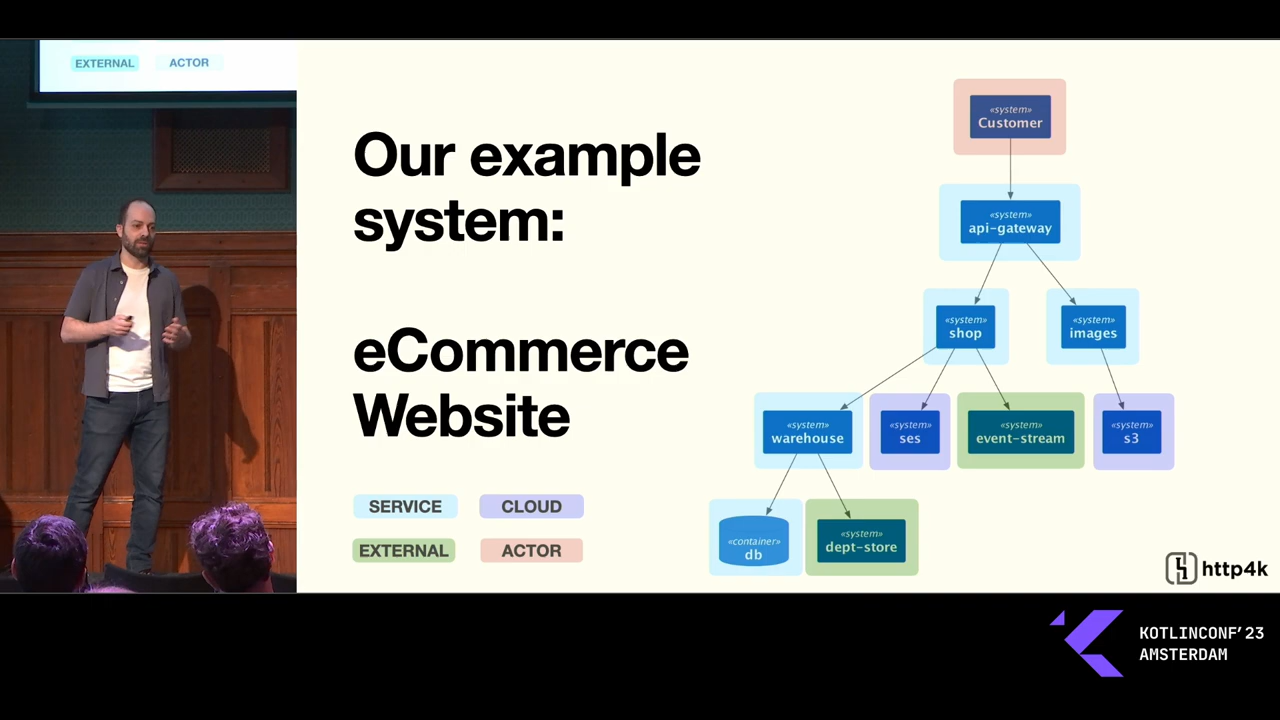 EXTERNAL ACTOR
Our example
system:
eCommerce
Website
SERVICE CLOUD
EXTERNAL ACTOR
«system»
Customer
«system»
api-gateway
«system»
shop
«system»
images
«system»
warehouse
«system»
ses
«system»
event-stream
«system»
s3
«container»
db
«system»
dept-store
http4k
KOTLINCONF'23
AMSTERDAM